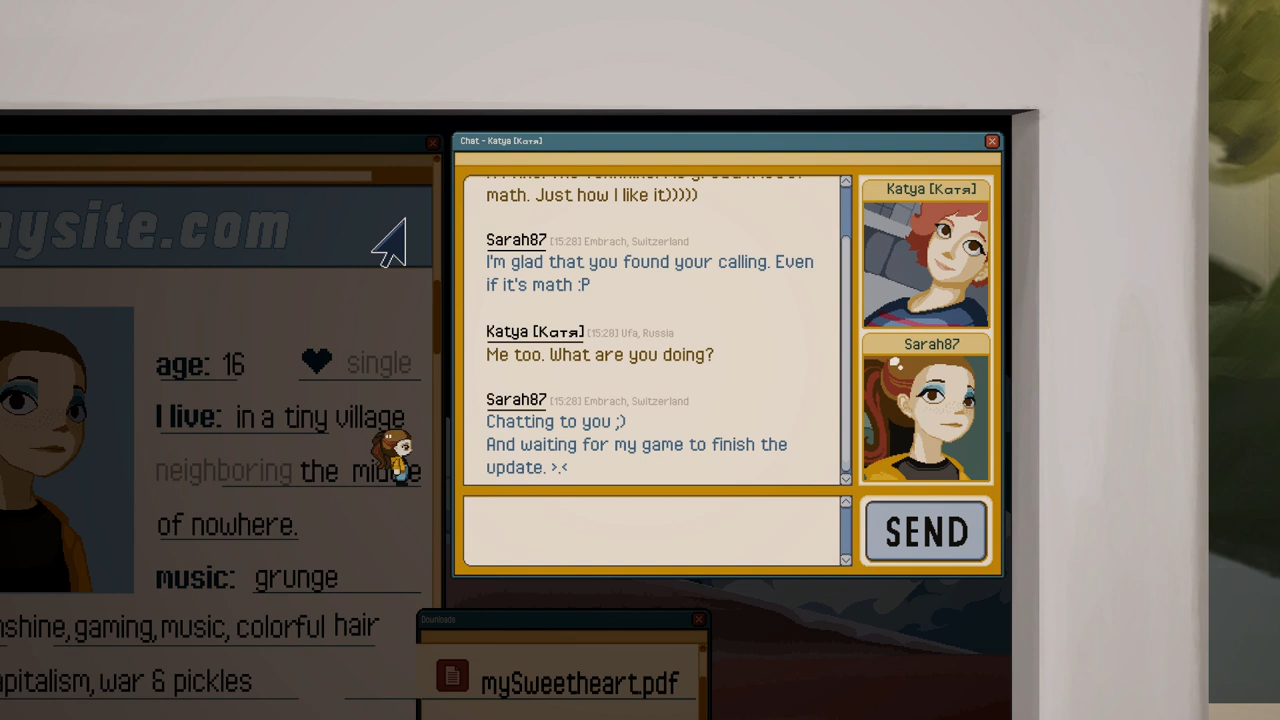 Chat - Katya [Катя]
math. Just how I like it)))))
Sarah87 [15:28] Embrach, Switzerland
I'm glad that you found your calling. Even
if it's math :P
Katya [Катя] [15:28] Ufa, Russia
Me too. What are you doing?
Sarah87 [15:28] Embrach, Switzerland
Chatting to you ;)
And waiting for my game to finish the
update. >.<
Katya [Катя]
Sarah87
SEND
aysite.com
age: 16
single
I live: in a tiny village
neighboring the
of nowhere.
music: grunge
nshine, gaming, music, colorful hair
apitalism, war & pickles
Downloads
mySweetheart.pdf